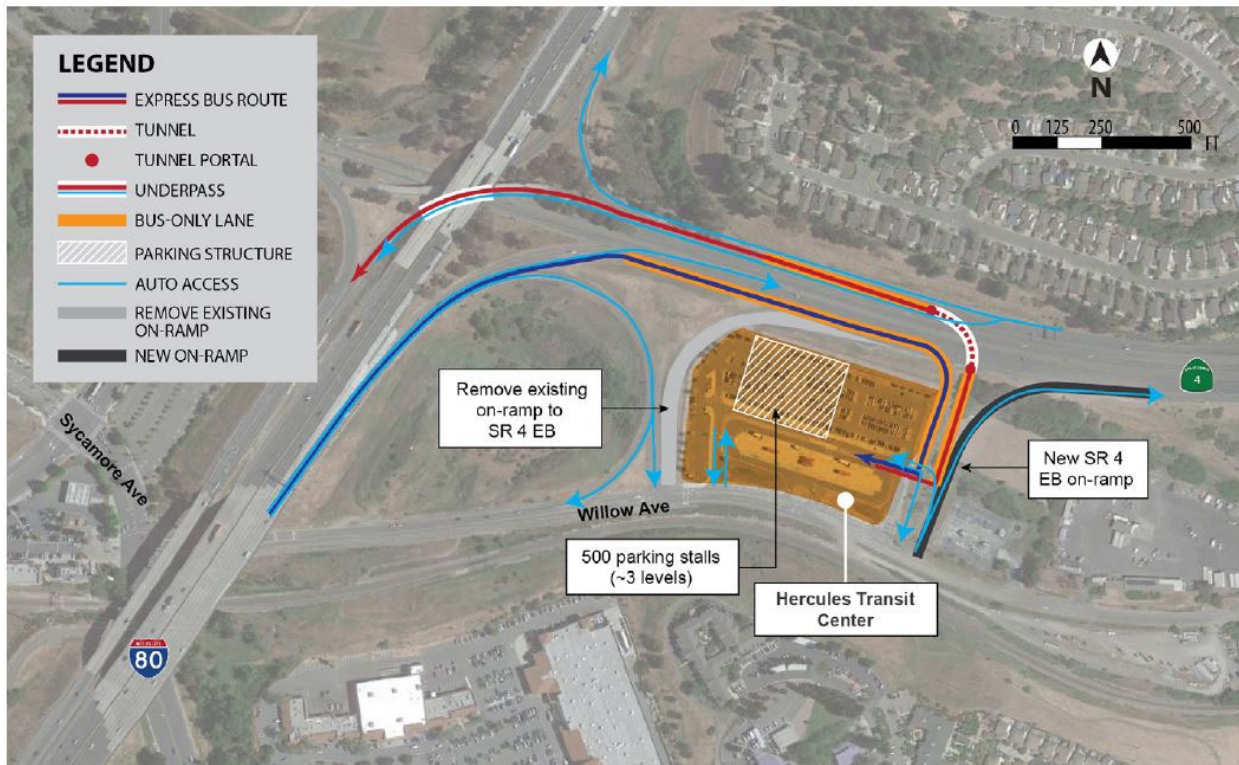 LEGEND
EXPRESS BUS ROUTE
TUNNEL
TUNNEL PORTAL
UNDERPASS
BUS-ONLY LANE
PARKING STRUCTURE
AUTO ACCESS
REMOVE EXISTING
ON-RAMP
NEW ON-RAMP
N
0 125 250 500
FT
4
Remove existing
on-ramp to
SR 4 EB
New SR 4
EB on-ramp
Sycamore Ave
Willow Ave
500 parking stalls
(~3 levels)
Hercules Transit
Center
80